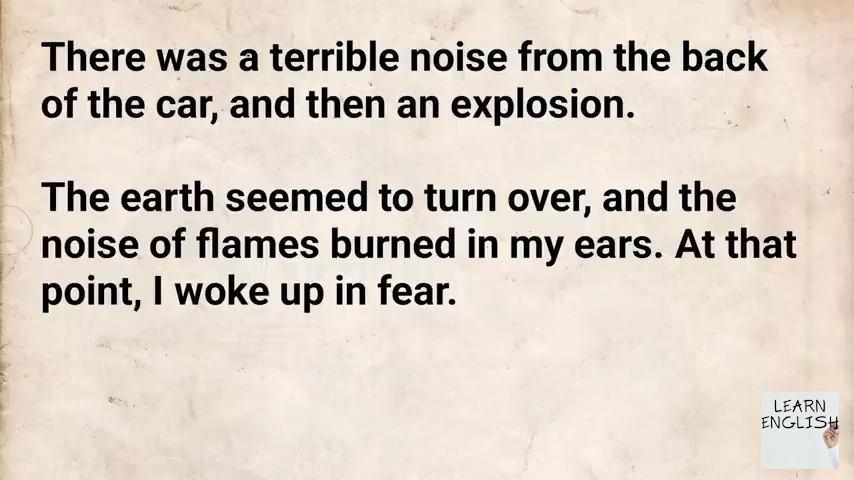 There was a terrible noise from the back
of the car, and then an explosion.
The earth seemed to turn over, and the
noise of flames burned in my ears. At that
point, I woke up in fear.
LEARN
ENGLISH